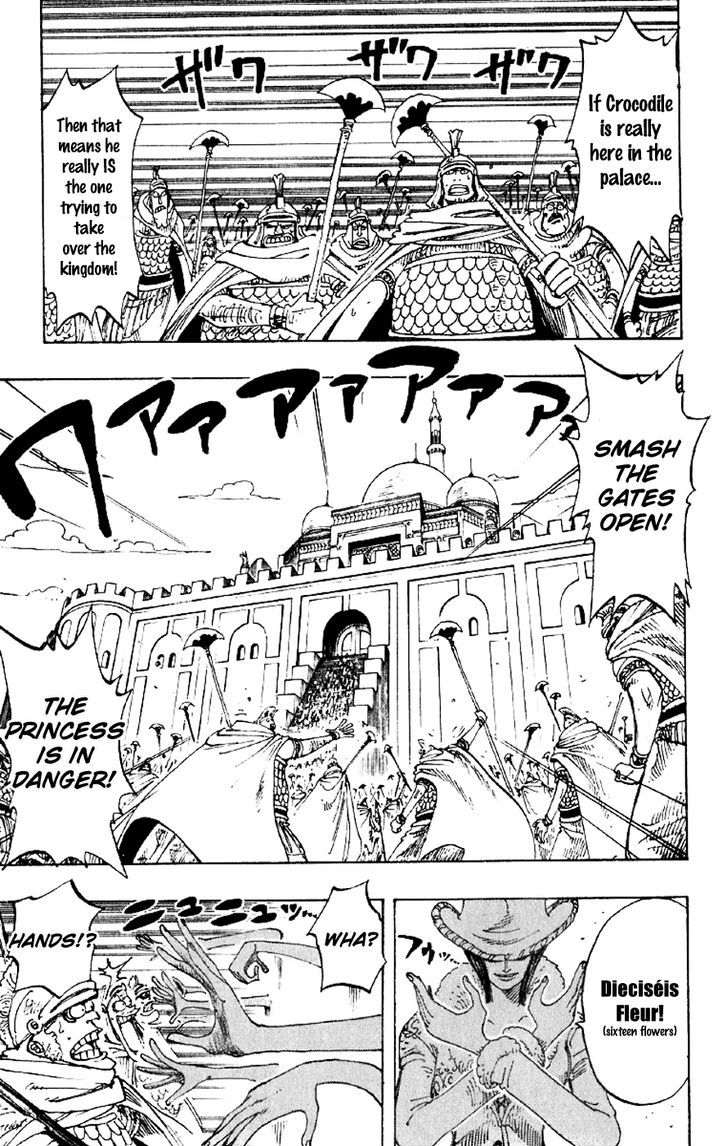 ザワ
ザワ
ザワ
If Crocodile
is really
here in the
palace...
Then that
means he
really IS
the one
trying to
take
over the
kingdom!
ワアァアァアァアァ
SMASH
THE
GATES
OPEN!
THE
PRINCESS
IS IN
DANGER!
Dieciséis
Fleur!
(sixteen flowers)
フゥッ...
WHA?
ニュニュッ...
HANDS!?